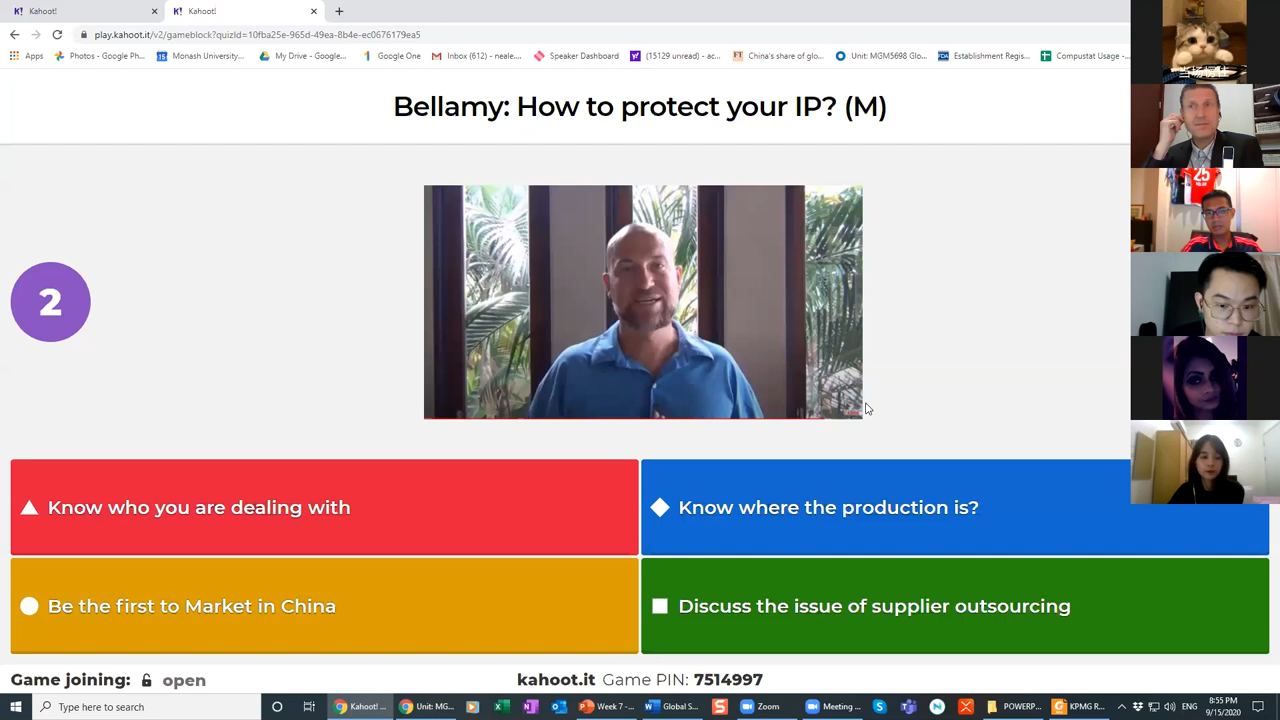 Kahoot!
Kahoot!
play.kahoot.it/v2/gameblock?quizId=10fba25e-965d-49ea-8b4e-ec0676179ea5
Apps
Photos - Google Ph...
Monash University...
My Drive - Google...
Google One
Inbox (612) - neale...
Speaker Dashboard
(15129 unread) - ac...
China's share of glo...
Unit: MGM5698 Glo...
Establishment Regis...
Compustat Usage -...
Bellamy: How to protect your IP? (M)
25
2
Know who you are dealing with
Know where the production is?
Be the first to Market in China
Discuss the issue of supplier outsourcing
Game joining: open
kahoot.it Game PIN: 7514997
Type here to search
Kahoot! ...
Unit: MG...
Week 7 -...
Global S...
Zoom
Meeting ...
POWERP...
KPMG R...
ENG
8:55 PM
9/15/2020